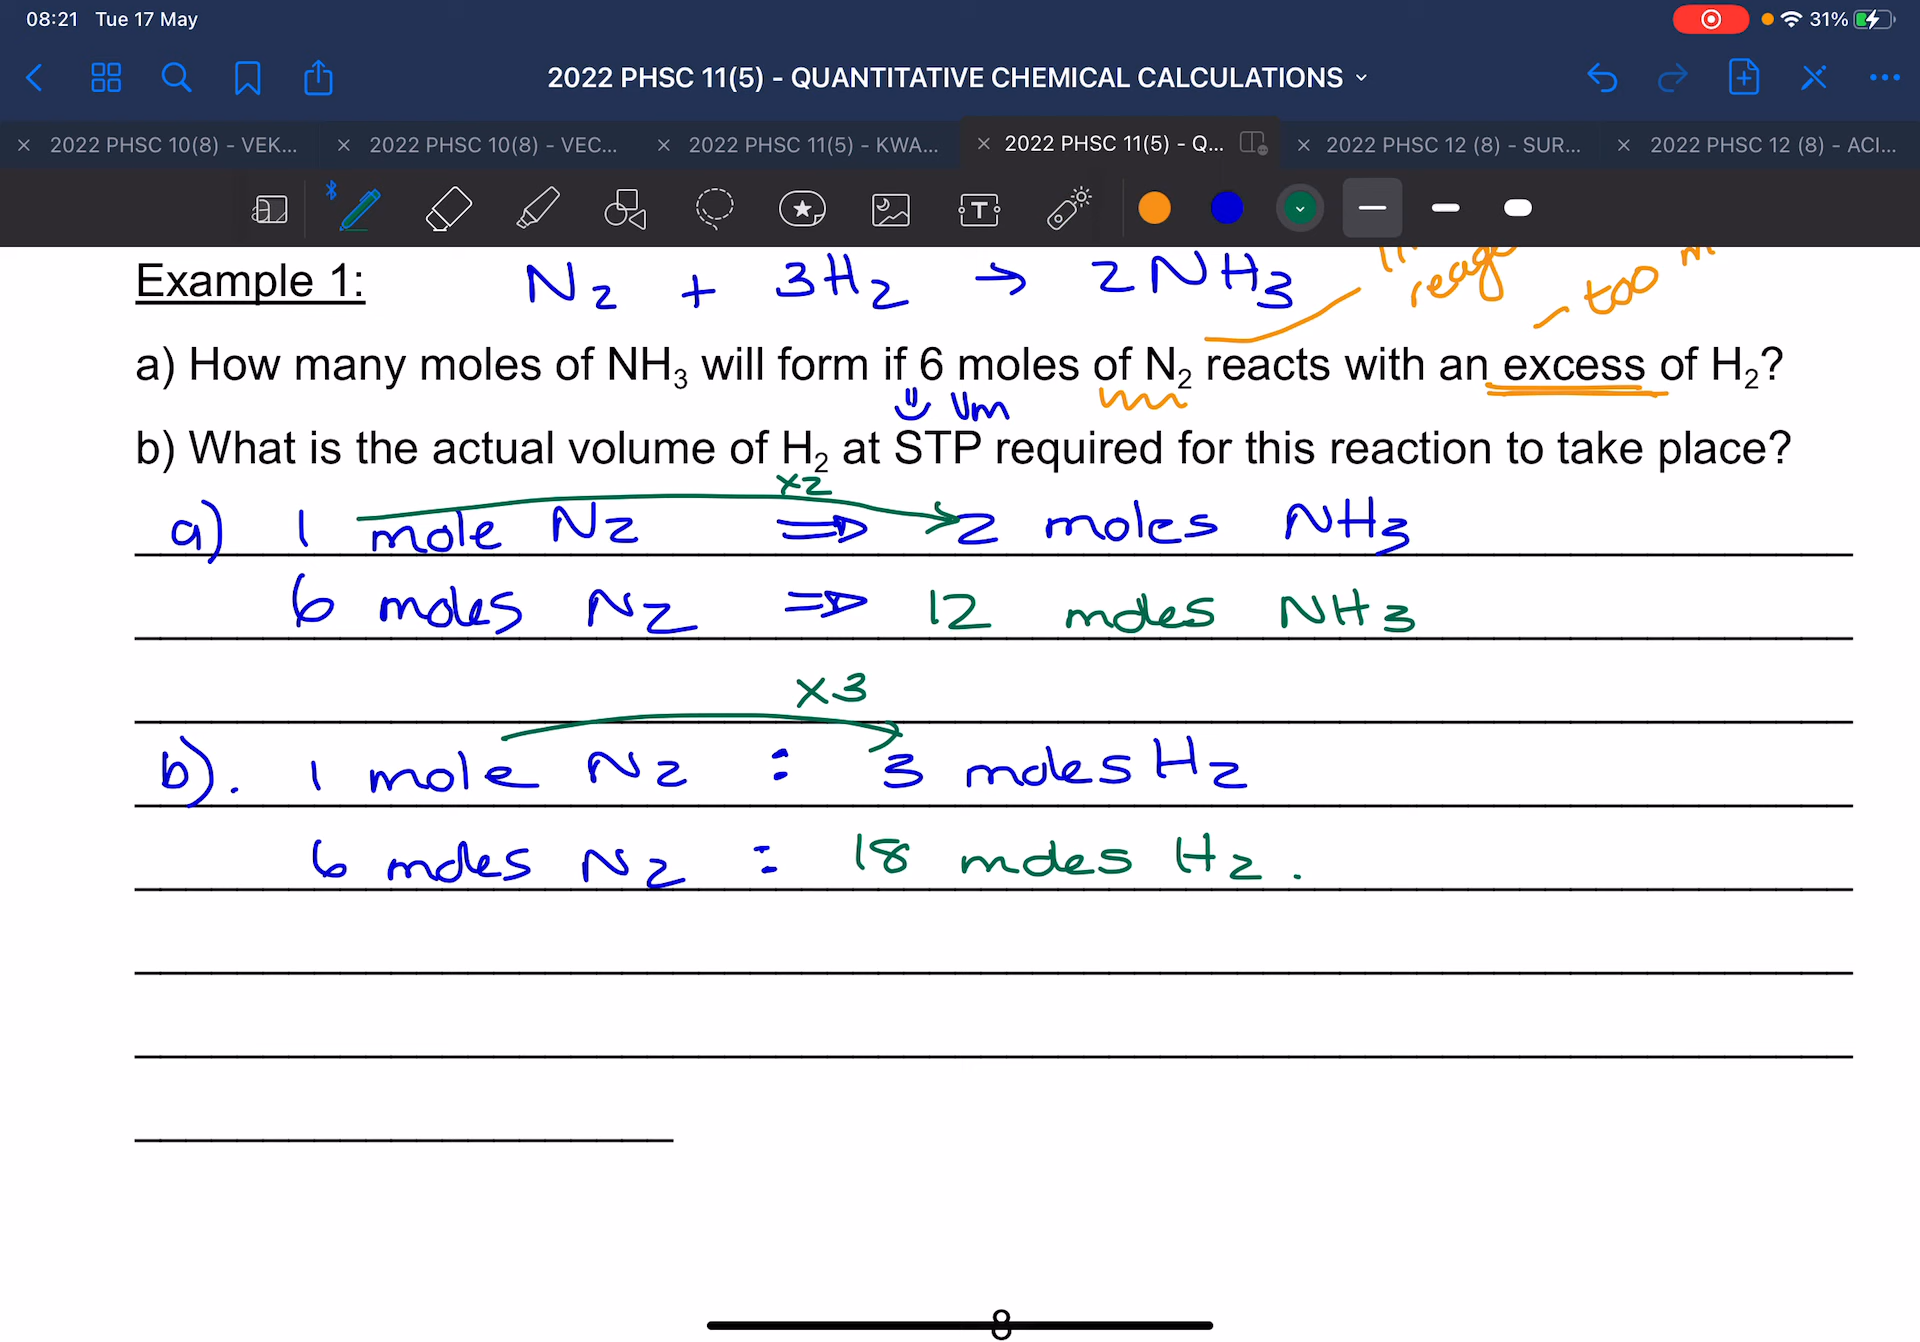 08:21 Tue 17 May 31%
2022 PHSC 11(5) - QUANTITATIVE CHEMICAL CALCULATIONS
2022 PHSC 10(8) - VEK... 2022 PHSC 10(8) - VEC... 2022 PHSC 11(5) - KWA... 2022 PHSC 11(5) - Q... 2022 PHSC 12 (8) - SUR... 2022 PHSC 12 (8) - ACI...
Example 1: N2 + 3H2 → 2NH3
too
a) How many moles of NH3 will form if 6 moles of N2 reacts with an excess of H2?
Vm
b) What is the actual volume of H2 at STP required for this reaction to take place?
x2
a) 1 mole N2 ⇒ 2 moles NH3
6 moles N2 ⇒ 12 moles NH3
x3
b). 1 mole N2 : 3 moles H2
6 moles N2 : 18 moles H2.
8